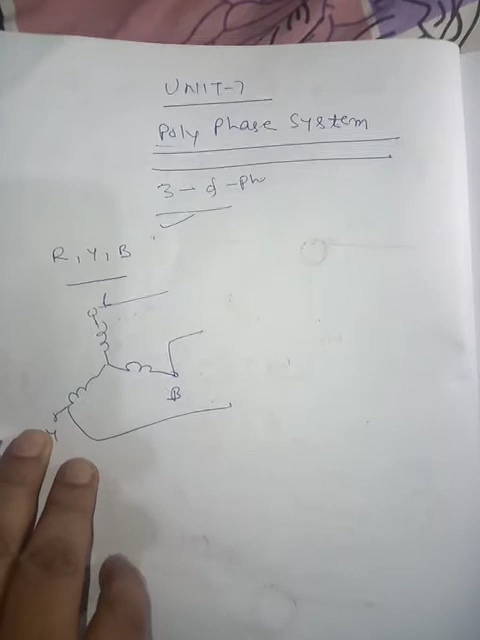 UNIT-7
Poly Phase System
3-ϕ-Ph
R, Y, B
B
Y